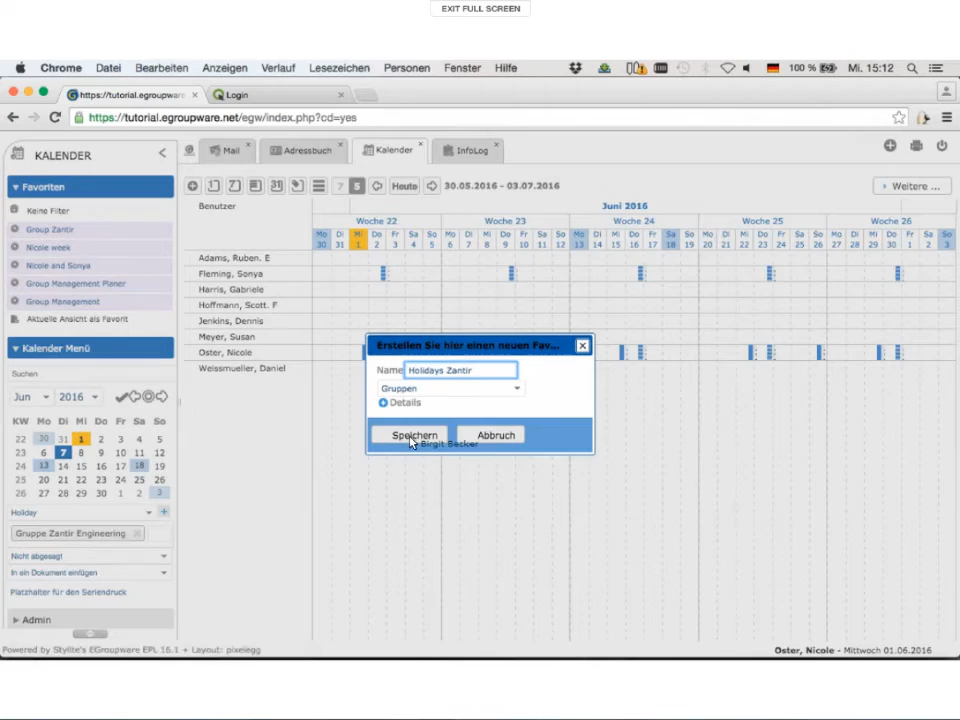 EXIT FULL SCREEN
Chrome Datei Bearbeiten Anzeigen Verlauf Lesezeichen Personen Fenster Hilfe 100 % Mi. 15:12
https://tutorial.egroupware × Login ×
https://tutorial.egroupware.net/egw/index.php?cd=yes
KALENDER Mail Adressbuch Kalender InfoLog
Favoriten
Heute 30.05.2016 - 03.07.2016 Weitere ...
Benutzer
Juni 2016
Woche 22 Woche 23 Woche 24 Woche 25 Woche 26
Mo Di Mi Do Fr Sa So Mo Di Mi Do Fr Sa So Mo Di Mi Do Fr Sa So Mo Di Mi Do Fr Sa So Mo Di Mi Do Fr Sa So
30 31 1 2 3 4 5 6 7 8 9 10 11 12 13 14 15 16 17 18 19 20 21 22 23 24 25 26 27 28 29 30 1 2 3
Keine Filter
Group Zantir
Nicole week
Nicole and Sonya
Group Management Planer
Group Management
Aktuelle Ansicht als Favorit
Adams, Ruben. E
Fleming, Sonya
Harris, Gabriele
Hoffmann, Scott. F
Jenkins, Dennis
Meyer, Susan
Oster, Nicole
Weissmueller, Daniel
Erstellen Sie hier einen neuen Fav...
Name Holidays Zantir
Gruppen
Details
Speichern Abbruch
Birgit Becker
Kalender Menü
Suchen
Jun 2016
KW Mo Di Mi Do Fr Sa So
22 30 31 1 2 3 4 5
23 6 7 8 9 10 11 12
24 13 14 15 16 17 18 19
25 20 21 22 23 24 25 26
26 27 28 29 30 1 2 3
Holiday
Gruppe Zantir Engineering
Nicht abgesagt
In ein Dokument einfügen
Platzhalter für den Seriendruck
Admin
Powered by Stylite's EGroupware EPL 16.1 + Layout: pixelegg
Oster, Nicole - Mittwoch 01.06.2016